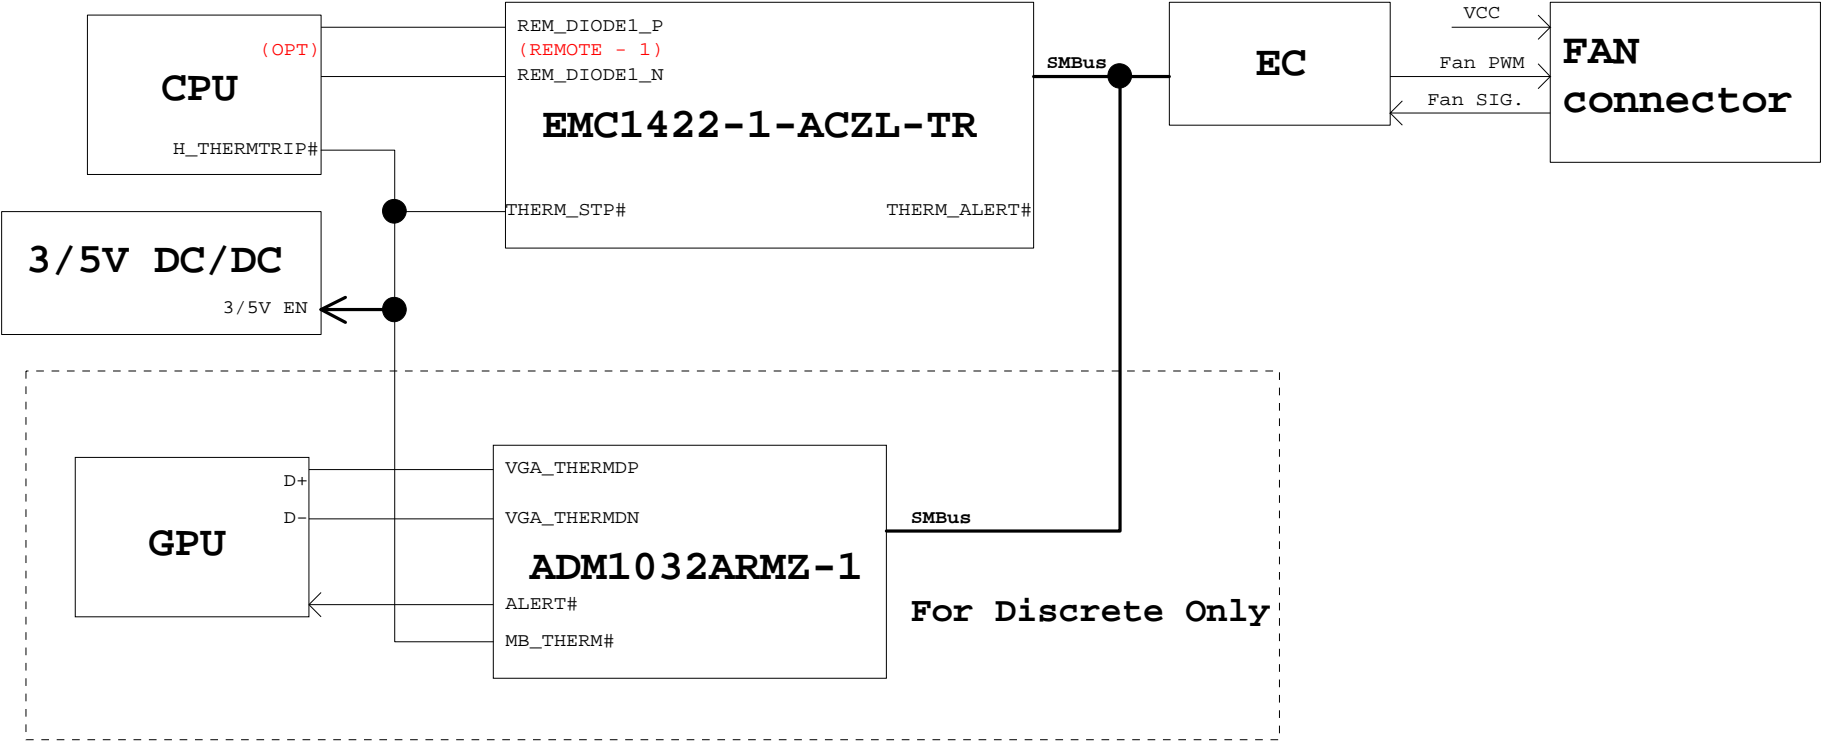 REM_DIODE1_P
(OPT)
(REMOTE - 1)
REM_DIODE1_N
CPU
EMC1422-1-ACZL-TR
H_THERMTRIP#
THERM_STP#
THERM_ALERT#
SMBus
EC
VCC
Fan PWM
Fan SIG.
FAN
connector
3/5V DC/DC
3/5V EN
D+
D-
GPU
VGA_THERMDP
VGA_THERMDN
ADM1032ARMZ-1
ALERT#
MB_THERM#
SMBus
For Discrete Only